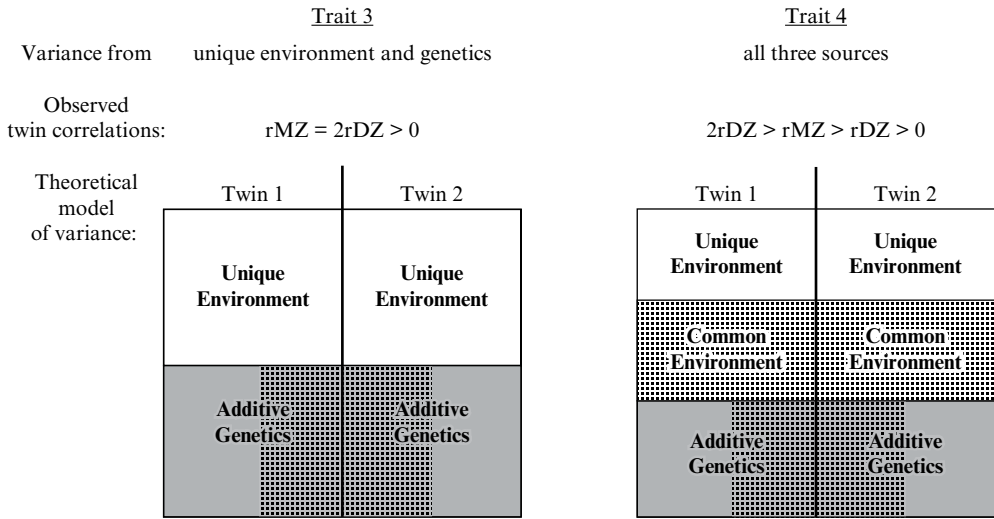 Trait 3
Trait 4
Variance from
unique environment and genetics
all three sources
Observed
twin correlations:
rMZ = 2rDZ > 0
2rDZ > rMZ > rDZ > 0
Theoretical
model
of variance:
Twin 1
Twin 2
Unique
Environment
Unique
Environment
Additive
Genetics
Additive
Genetics
Twin 1
Twin 2
Unique
Environment
Unique
Environment
Common
Environment
Common
Environment
Additive
Genetics
Additive
Genetics